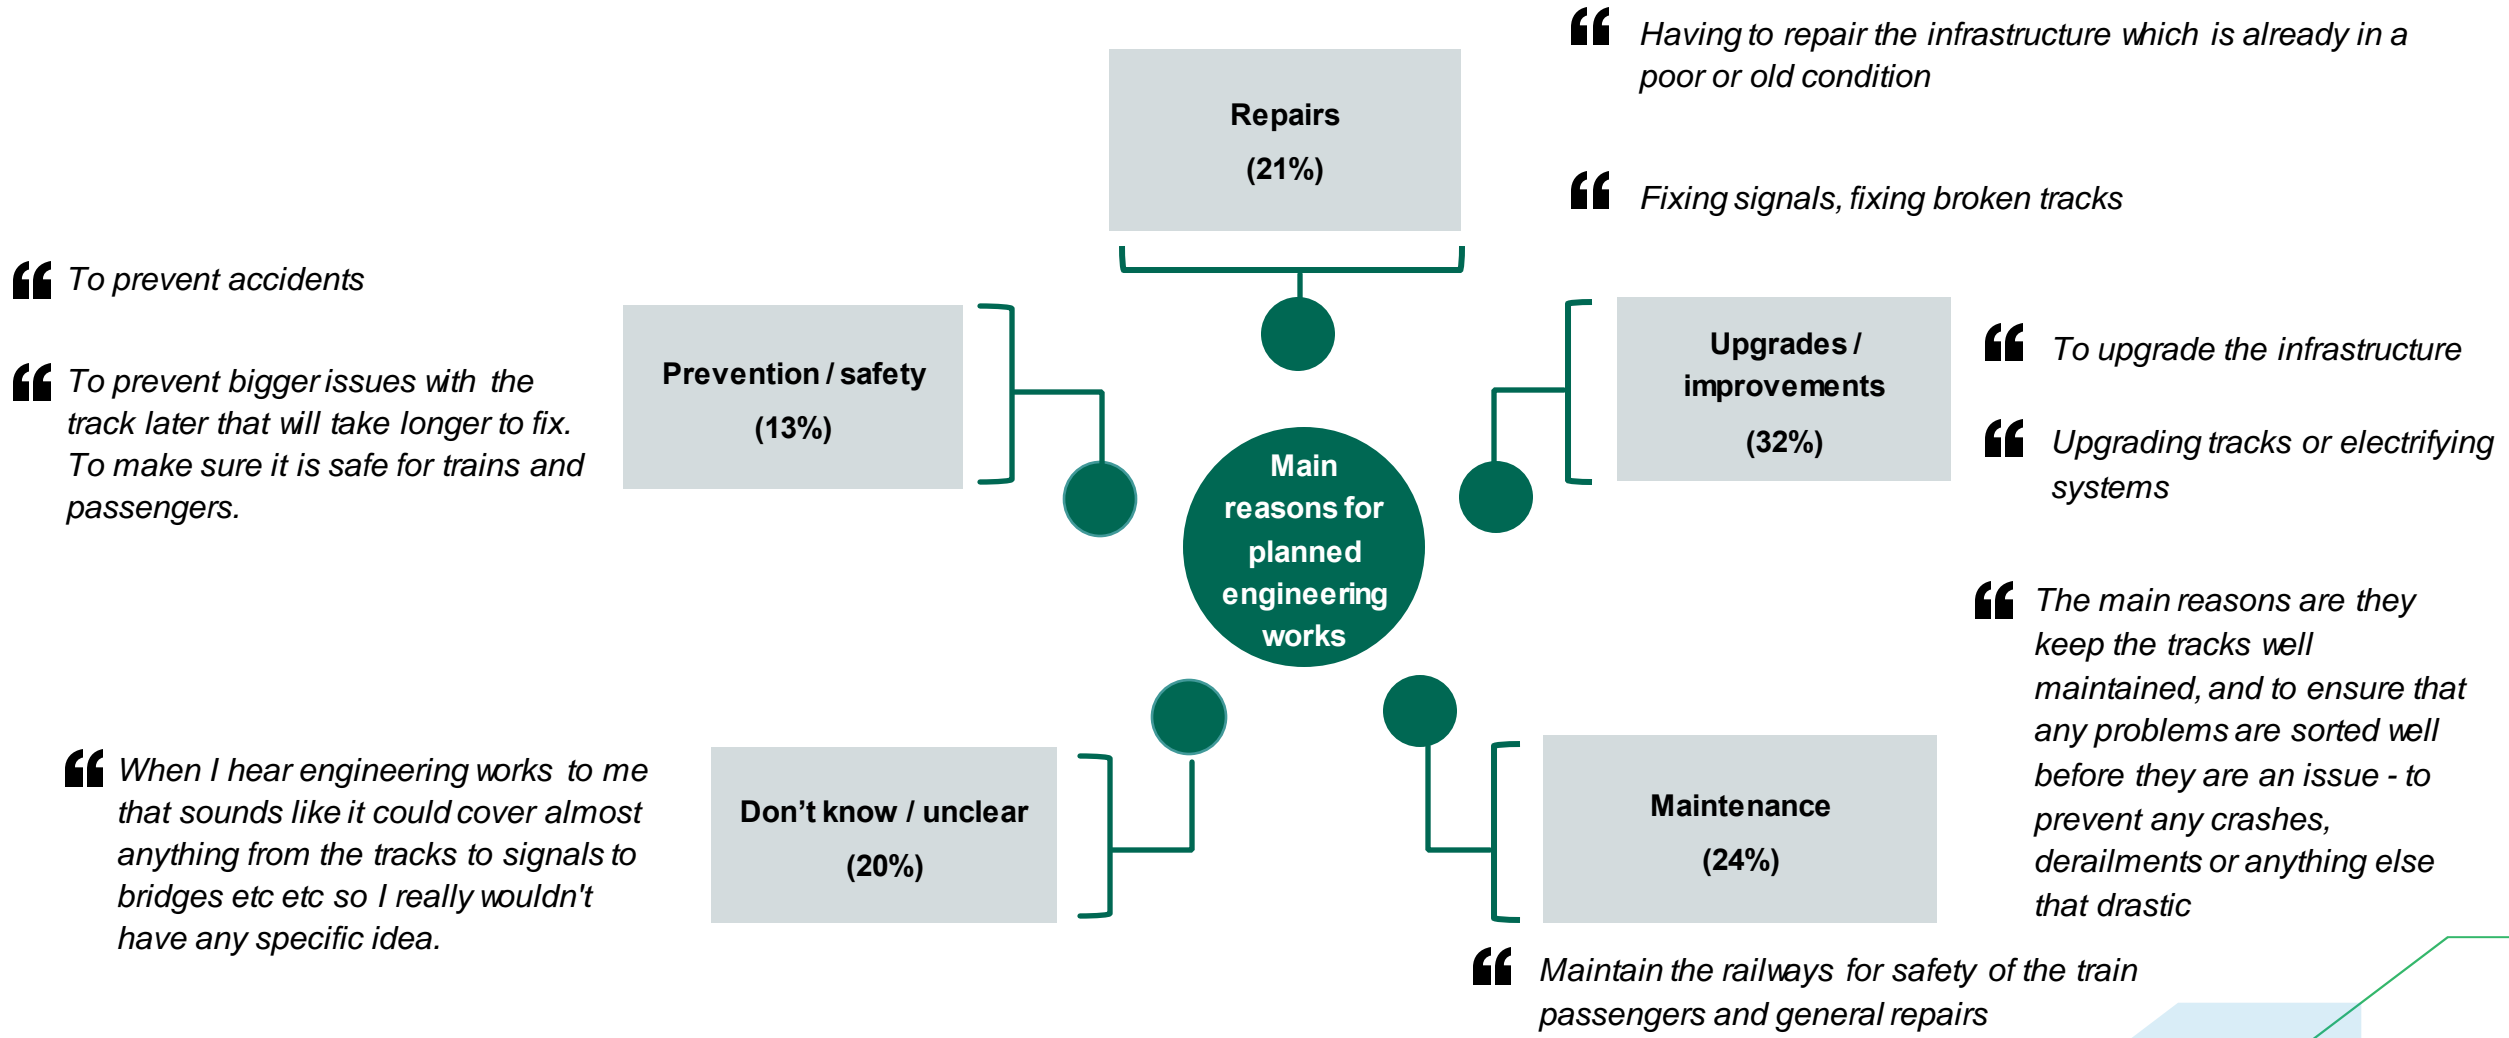 Having to repair the infrastructure which is already in a
poor or old condition
Repairs
(21%)
Fixing signals, fixing broken tracks
To prevent accidents
To prevent bigger issues with the
track later that will take longer to fix.
To make sure it is safe for trains and
passengers.
Prevention / safety
(13%)
Upgrades /
improvements
(32%)
To upgrade the infrastructure
Upgrading tracks or electrifying
systems
Main
reasons for
planned
engineering
works
The main reasons are they
keep the tracks well
maintained, and to ensure that
any problems are sorted well
before they are an issue - to
prevent any crashes,
derailments or anything else
that drastic
When I hear engineering works to me
that sounds like it could cover almost
anything from the tracks to signals to
bridges etc etc so I really wouldn't
have any specific idea.
Don’t know / unclear
(20%)
Maintenance
(24%)
Maintain the railways for safety of the train
passengers and general repairs